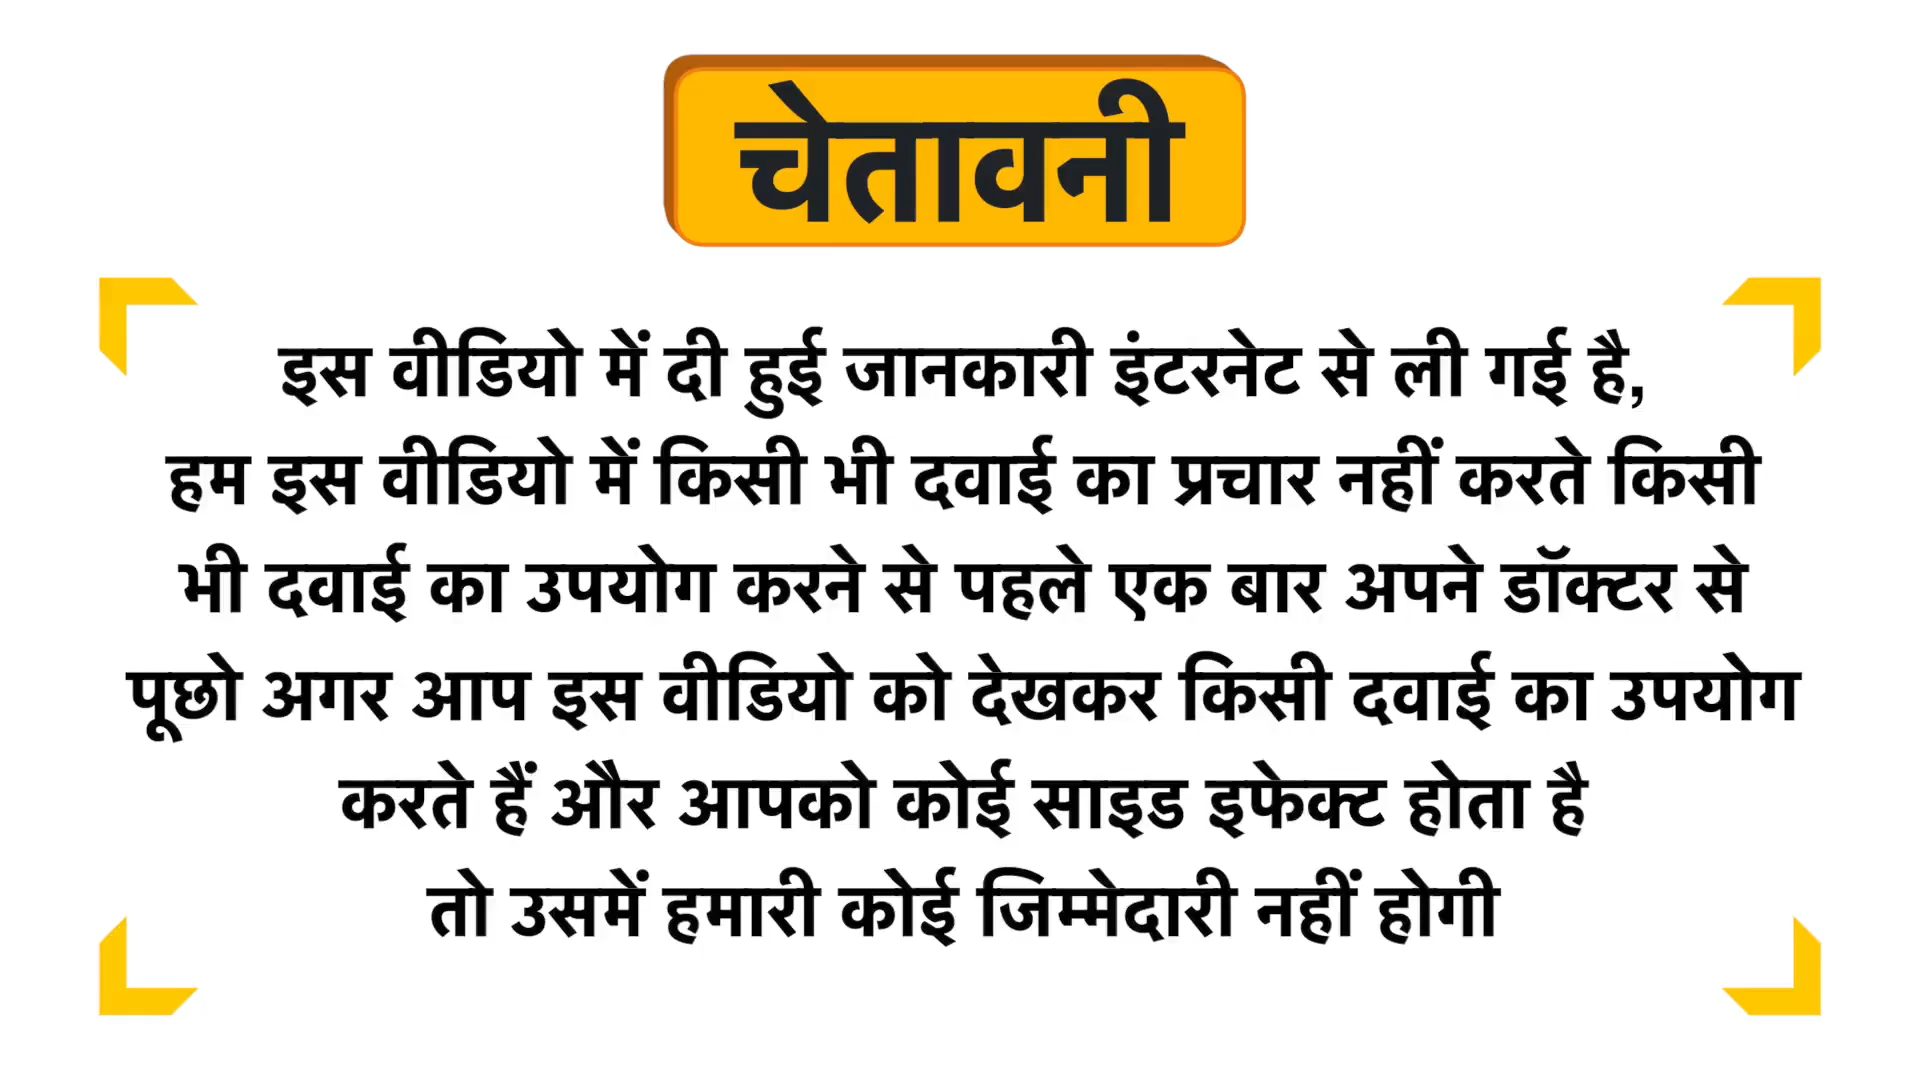 चेतावनी
इस वीडियो में दी हुई जानकारी इंटरनेट से ली गई है,
हम इस वीडियो में किसी भी दवाई का प्रचार नहीं करते किसी
भी दवाई का उपयोग करने से पहले एक बार अपने डॉक्टर से
पूछो अगर आप इस वीडियो को देखकर किसी दवाई का उपयोग
करते हैं और आपको कोई साइड इफेक्ट होता है
तो उसमें हमारी कोई जिम्मेदारी नहीं होगी